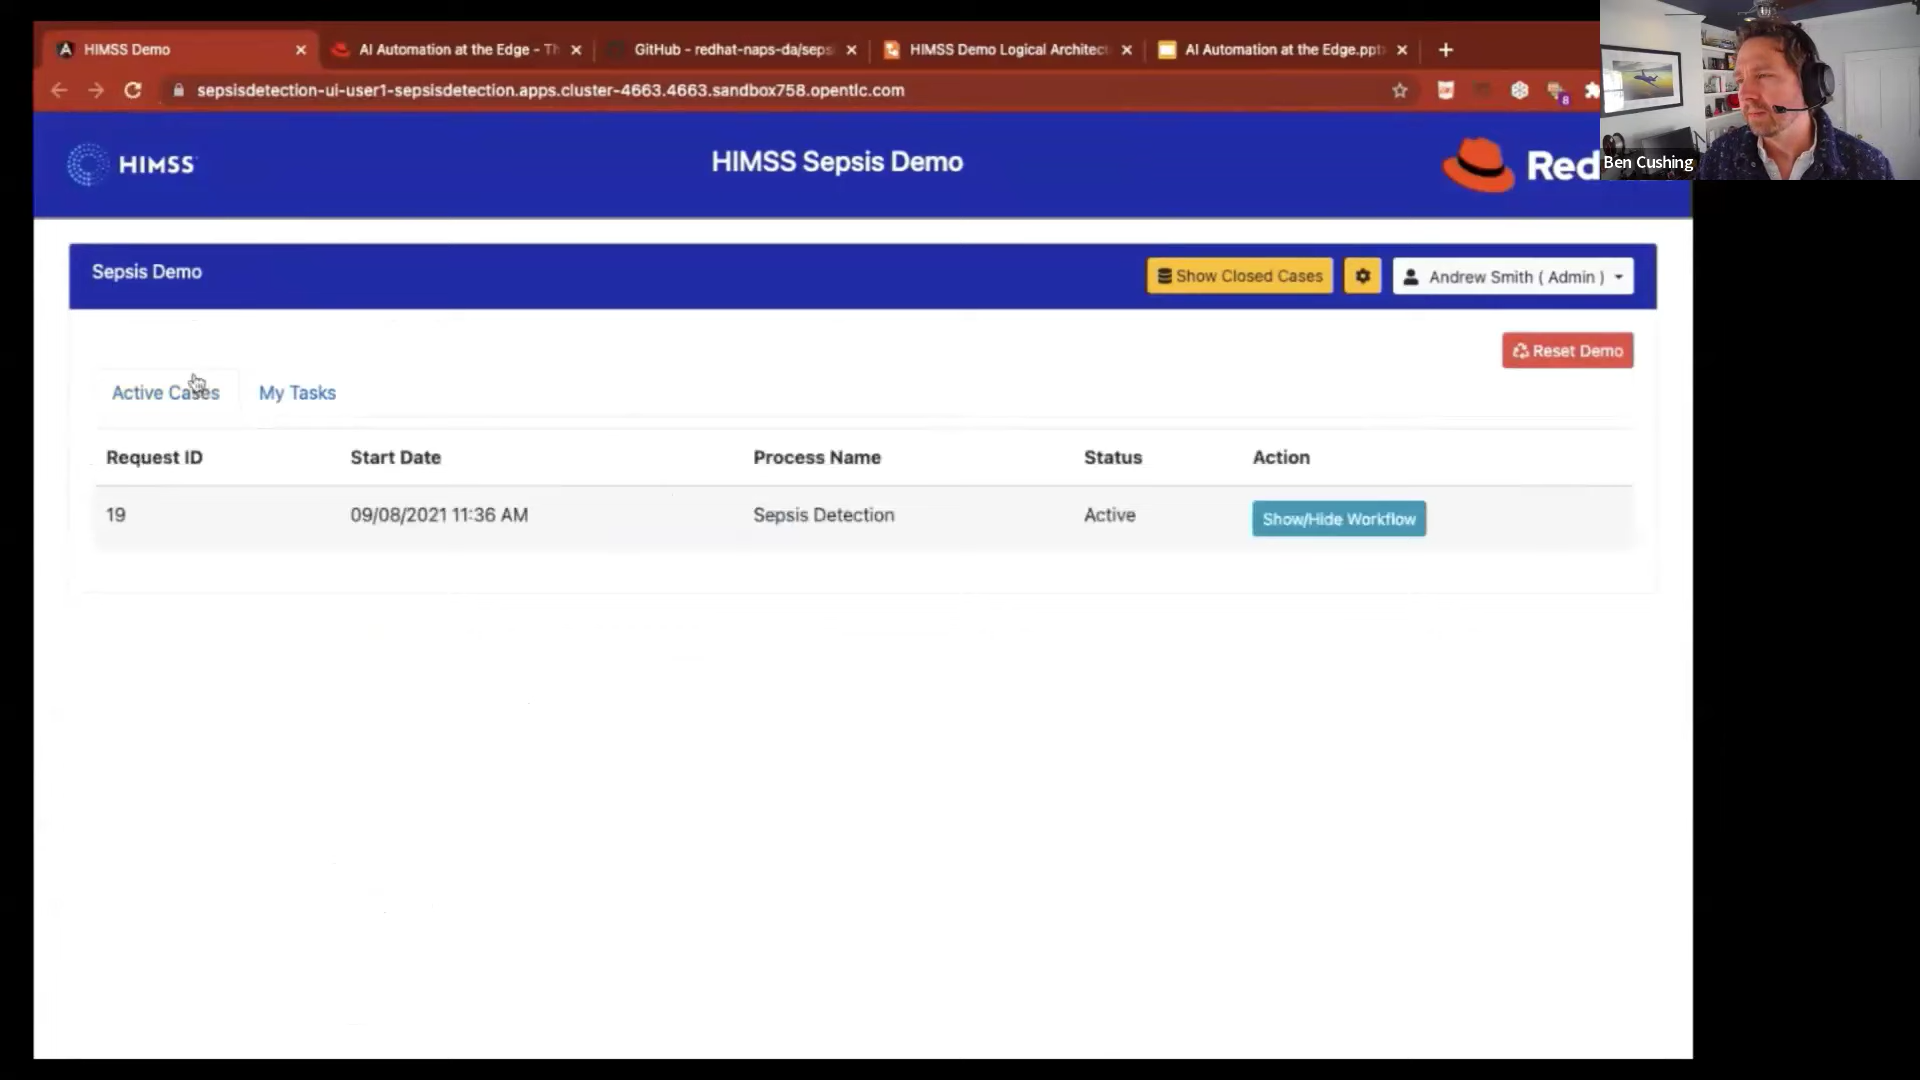 HIMSS Demo
AI Automation at the Edge - Th
GitHub - redhat-naps-da/seps
HIMSS Demo Logical Architect
AI Automation at the Edge.ppt
sepsisdetection-ui-user1-sepsisdetection.apps.cluster-4663.4663.sandbox758.opentlc.com
8
HIMSS
HIMSS Sepsis Demo
Red
Ben Cushing
Sepsis Demo
Show Closed Cases
Andrew Smith ( Admin )
Reset Demo
Active Cases
My Tasks
Request ID
Start Date
Process Name
Status
Action
19
09/08/2021 11:36 AM
Sepsis Detection
Active
Show/Hide Workflow